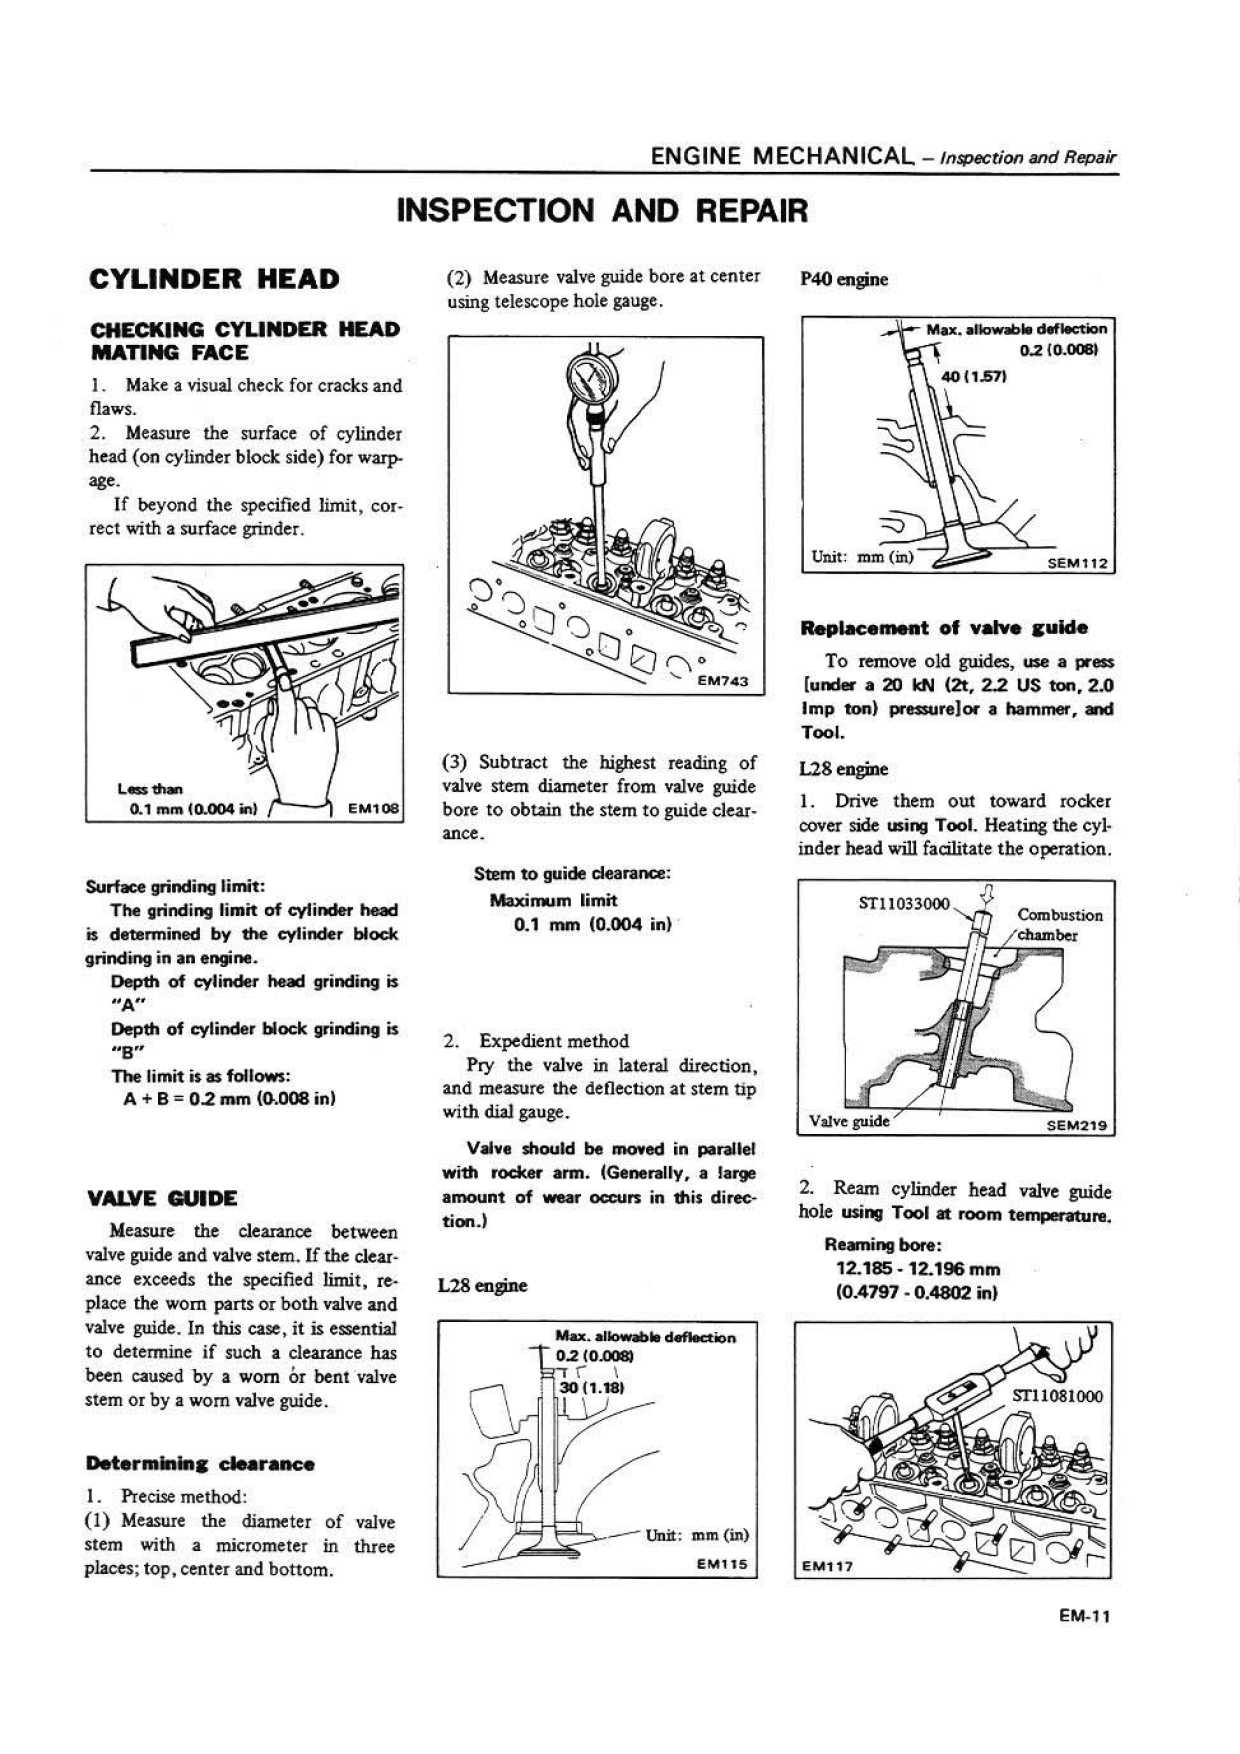 ENGINE MECHANICAL – Inspection and Repair
INSPECTION AND REPAIR
CYLINDER HEAD
CHECKING CYLINDER HEAD
MATING FACE
1. Make a visual check for cracks and
flaws.
2. Measure the surface of cylinder
head (on cylinder block side) for warp-
age.
If beyond the specified limit, cor-
rect with a surface grinder.
Less than
0.1 mm (0.004 in)
EM108
Surface grinding limit:
The grinding limit of cylinder head
is determined by the cylinder block
grinding in an engine.
Depth of cylinder head grinding is
"A"
Depth of cylinder block grinding is
"B"
The limit is as follows:
A + B = 0.2 mm (0.008 in)
VALVE GUIDE
Measure the clearance between
valve guide and valve stem. If the clear-
ance exceeds the specified limit, re-
place the worn parts or both valve and
valve guide. In this case, it is essential
to determine if such a clearance has
been caused by a worn or bent valve
stem or by a worn valve guide.
Determining clearance
1. Precise method:
(1) Measure the diameter of valve
stem with a micrometer in three
places; top, center and bottom.
(2) Measure valve guide bore at center
using telescope hole gauge.
EM743
(3) Subtract the highest reading of
valve stem diameter from valve guide
bore to obtain the stem to guide clear-
ance.
Stem to guide clearance:
Maximum limit
0.1 mm (0.004 in)
2. Expedient method
Pry the valve in lateral direction,
and measure the deflection at stem tip
with dial gauge.
Valve should be moved in parallel
with rocker arm. (Generally, a large
amount of wear occurs in this direc-
tion.)
L28 engine
Max. allowable deflection
0.2 (0.008)
30 (1.18)
Unit: mm (in)
EM115
P40 engine
Max. allowable deflection
0.2 (0.008)
40 (1.57)
Unit: mm (in)
SEM112
Replacement of valve guide
To remove old guides, use a press
[under a 20 kN (2t, 2.2 US ton, 2.0
Imp ton) pressure]or a hammer, and
Tool.
L28 engine
1. Drive them out toward rocker
cover side using Tool. Heating the cyl-
inder head will facilitate the operation.
ST11033000
Combustion
chamber
Valve guide
SEM219
2. Ream cylinder head valve guide
hole using Tool at room temperature.
Reaming bore:
12.185 - 12.196 mm
(0.4797 - 0.4802 in)
ST11081000
EM117
EM-11